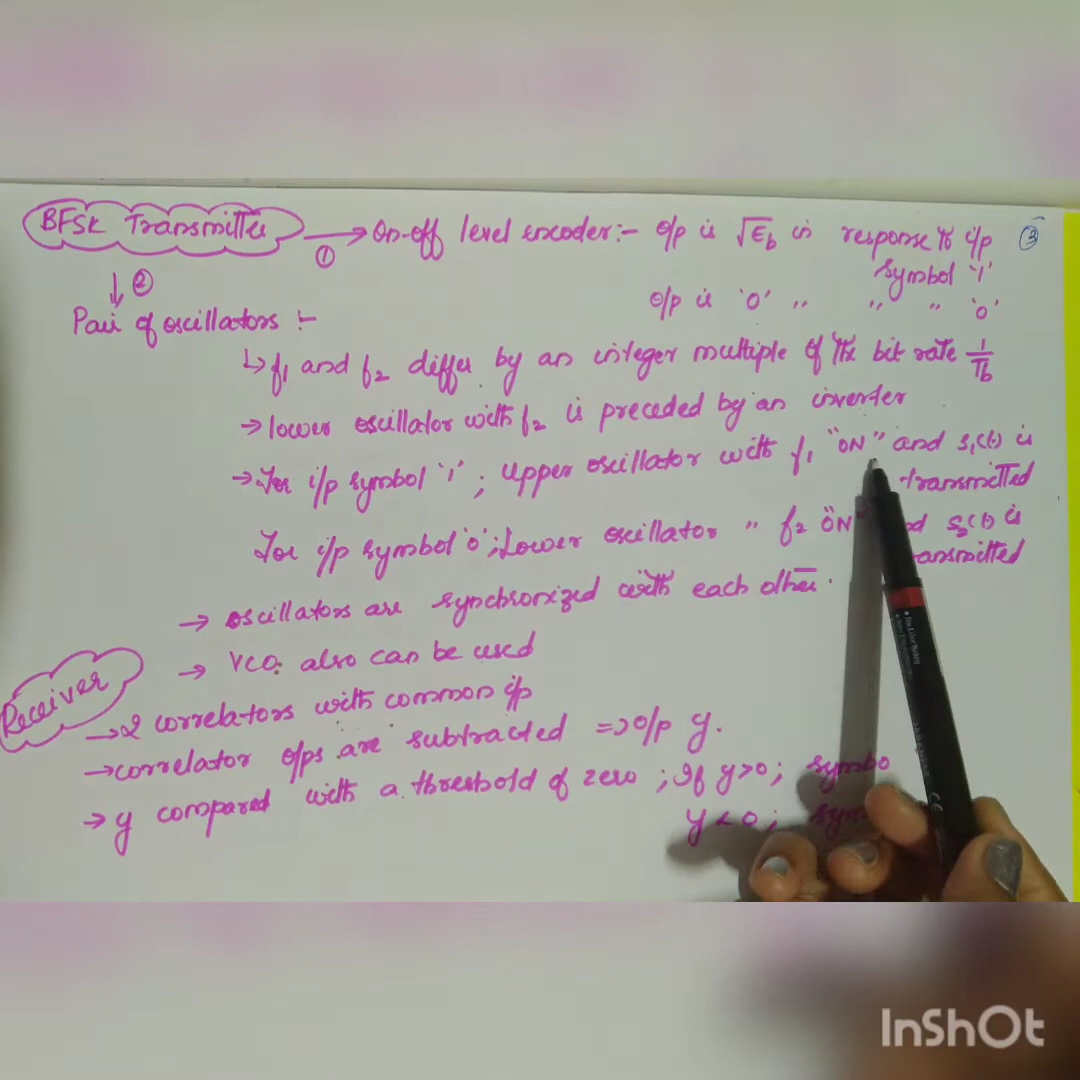 BFSK Transmitter ① → On-off level encoder:- o/p is √Eb in response to i/p symbol '1' ③
o/p is '0' " " " '0'
↓ ②
Pair of oscillators :-
↳ f1 and f2 differ by an integer multiple of the bit rate 1/Tb
→ lower oscillator with f2 is preceded by an inverter
→ For i/p symbol '1' ; Upper oscillator with f1 "ON" and s1(t) is transmitted
For i/p symbol '0' ; Lower oscillator " f2 "ON" s2(t) is
→ oscillators are synchronized with each other.
→ VCO also can be used
Receiver
→ 2 correlators with common i/p
→ correlator o/ps are subtracted => o/p y.
→ y compared with a threshold of zero ; If y>0 ;
y < 0 ;
InShOt